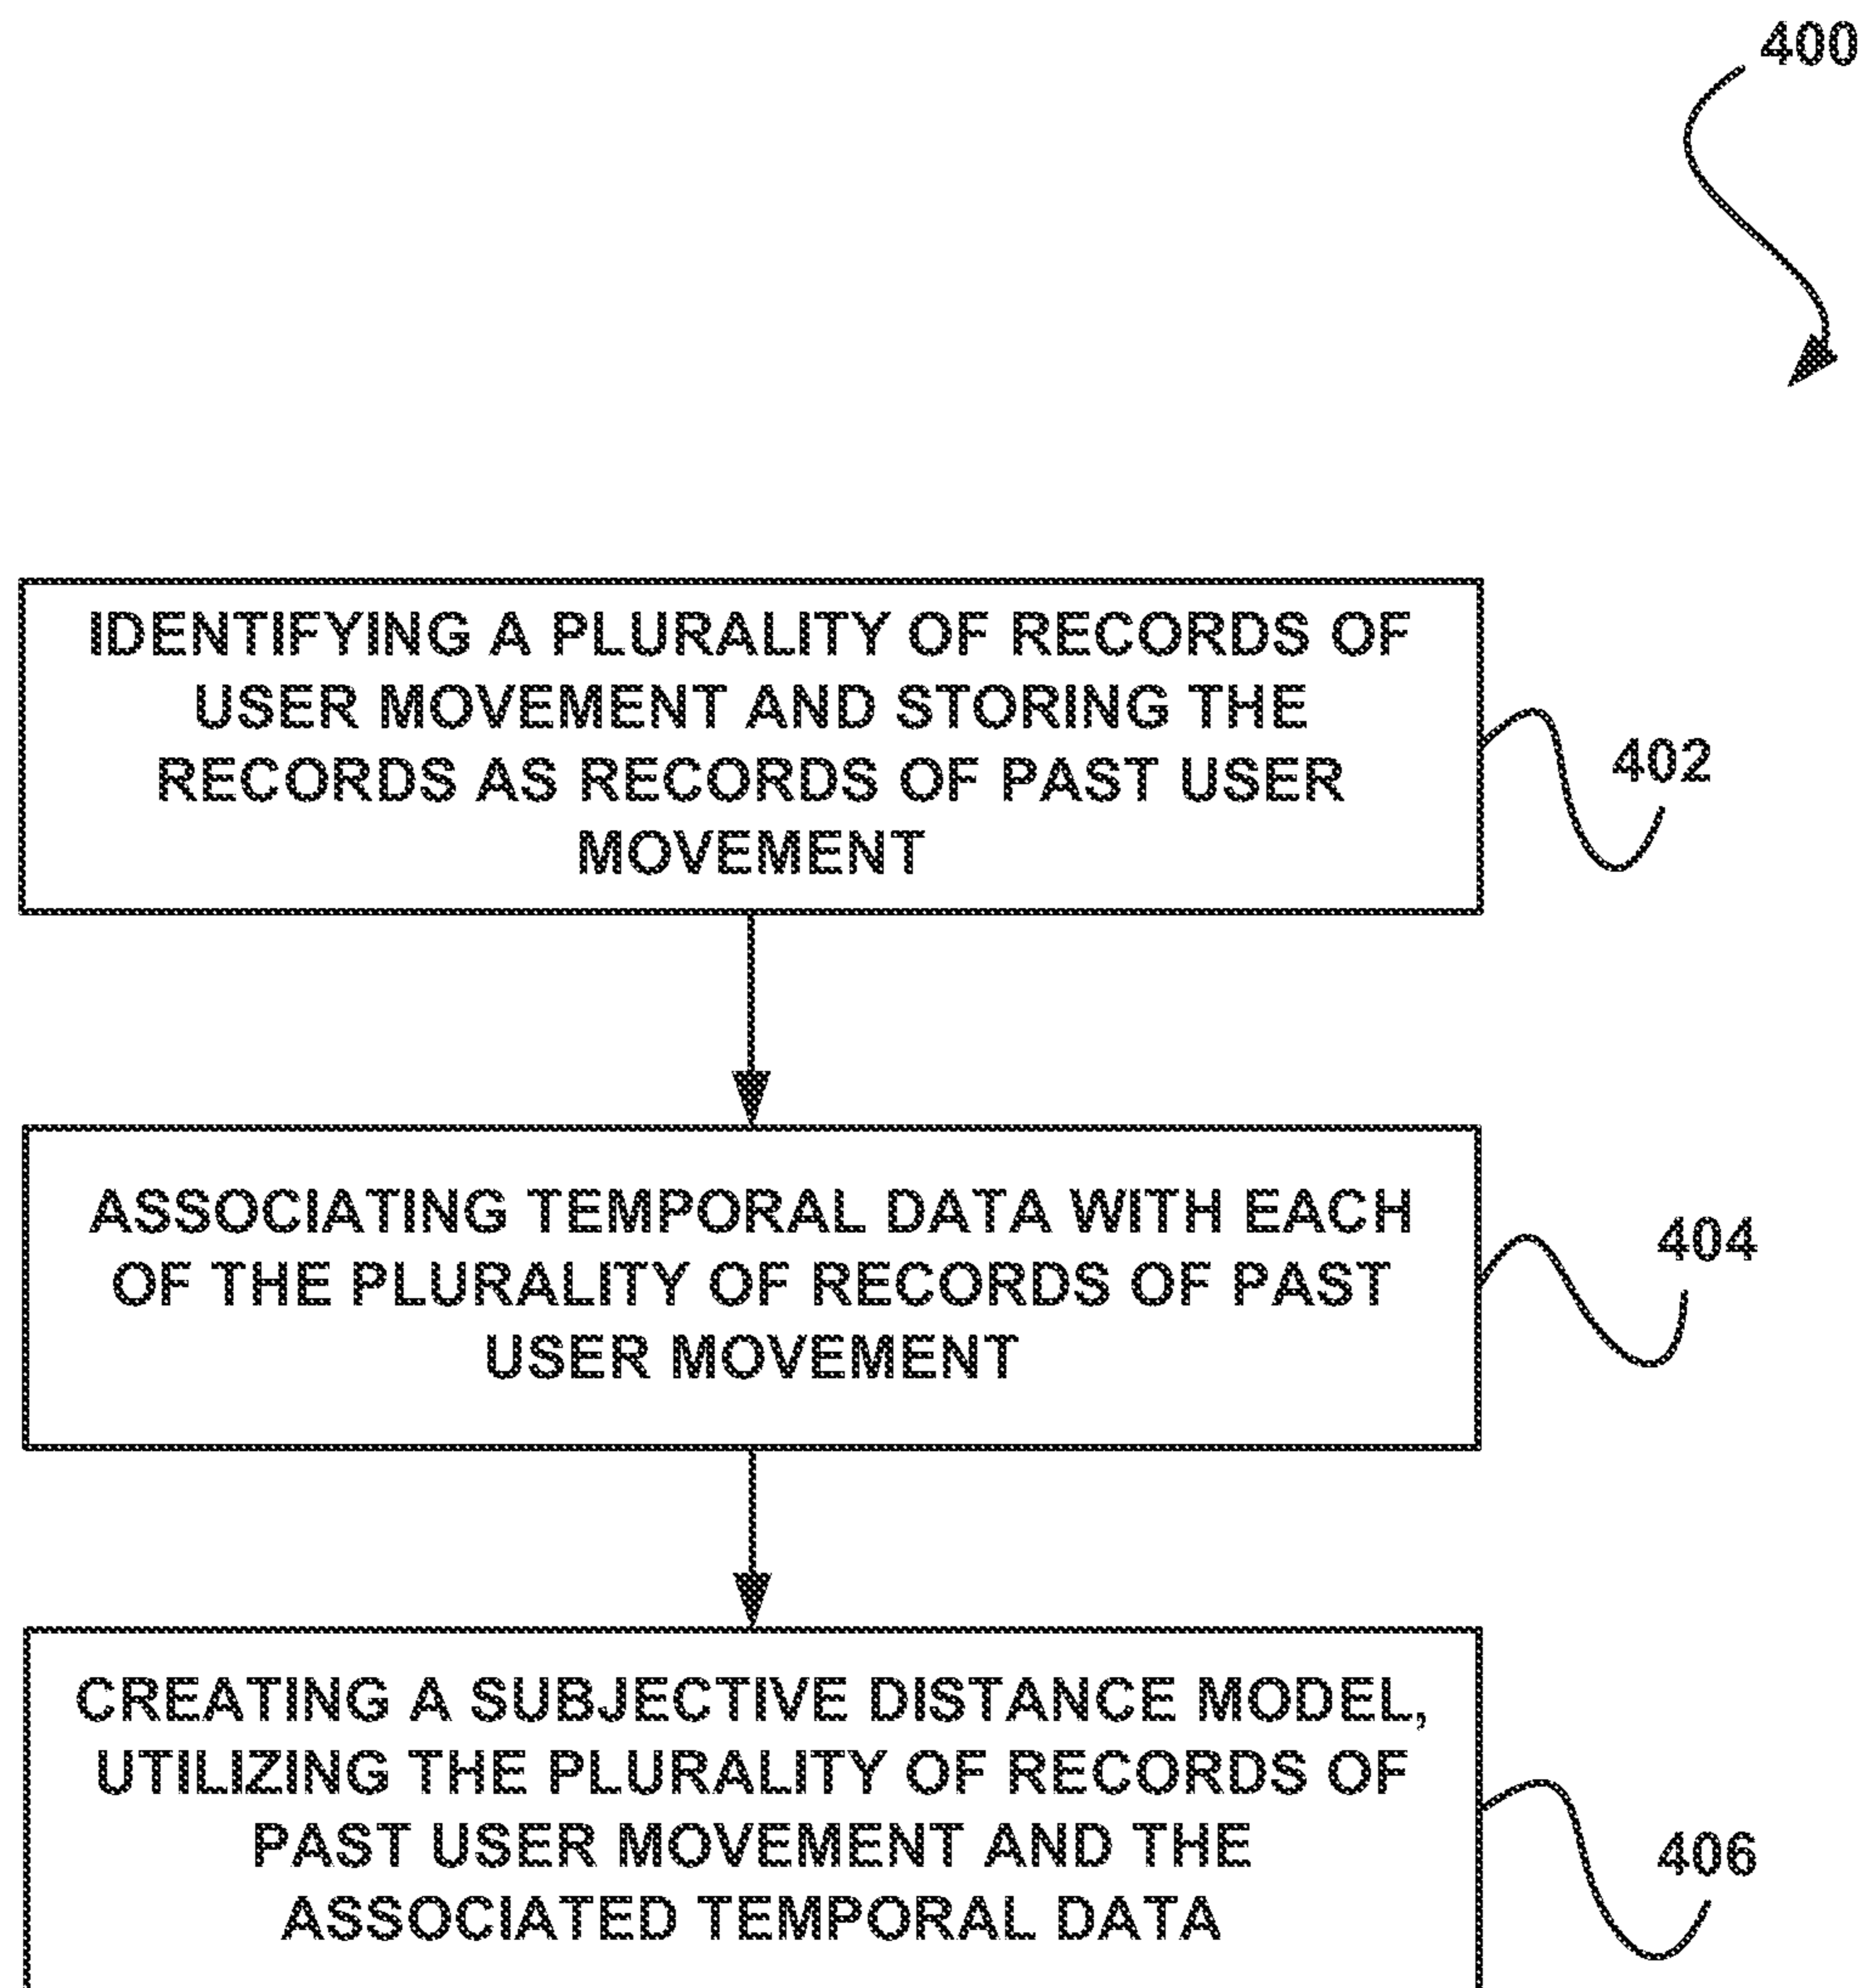 400
IDENTIFYING A PLURALITY OF RECORDS OF
USER MOVEMENT AND STORING THE
RECORDS AS RECORDS OF PAST USER
MOVEMENT
402
ASSOCIATING TEMPORAL DATA WITH EACH
OF THE PLURALITY OF RECORDS OF PAST
USER MOVEMENT
404
CREATING A SUBJECTIVE DISTANCE MODEL,
UTILIZING THE PLURALITY OF RECORDS OF
PAST USER MOVEMENT AND THE
ASSOCIATED TEMPORAL DATA
406